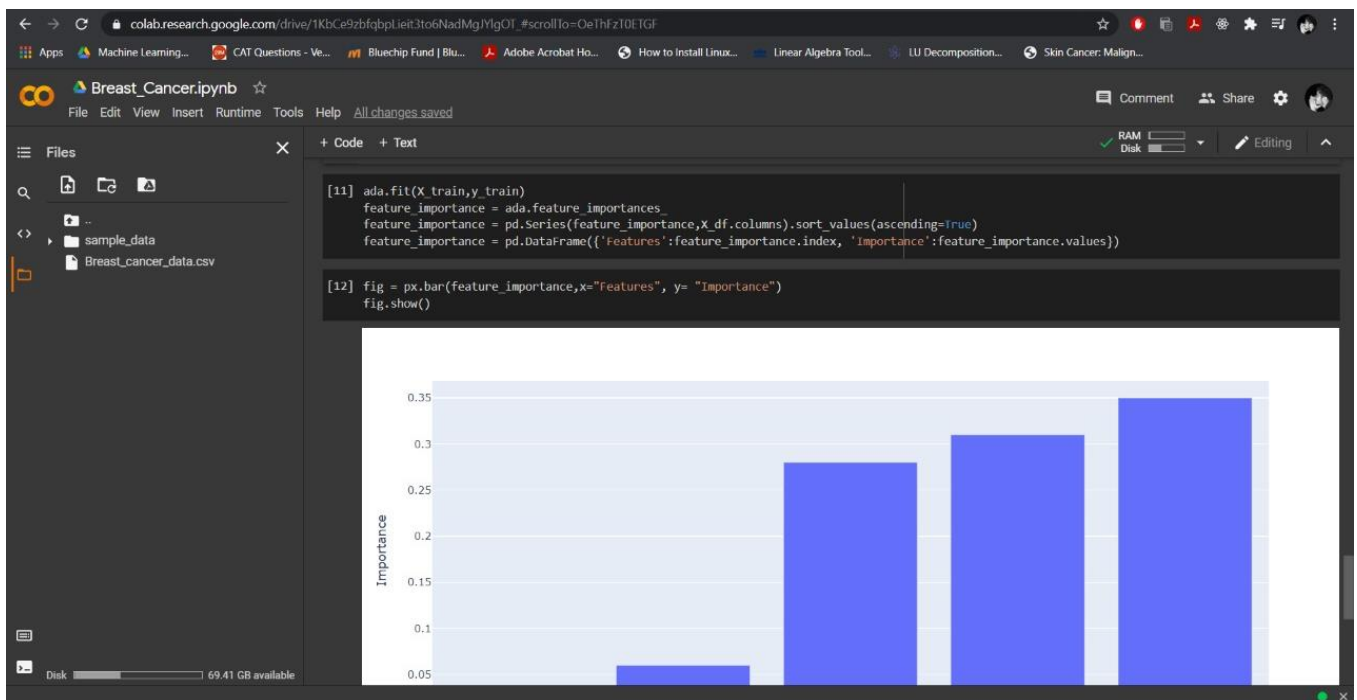 colab.research.google.com/drive/1KbCe9zbfqbpLieit3to6NadMgJYlgOT_#scrollTo=OeThFzT0ETGF
Apps Machine Learning... CAT Questions - Ve... Bluechip Fund | Blu... Adobe Acrobat Ho... How to Install Linux... Linear Algebra Tool... LU Decomposition... Skin Cancer: Malign...
CO Breast_Cancer.ipynb
Comment Share
File Edit View Insert Runtime Tools Help All changes saved
Files
+ Code + Text
RAM
Disk
Editing
..
sample_data
Breast_cancer_data.csv
[11] ada.fit(X_train,y_train)
feature_importance = ada.feature_importances_
feature_importance = pd.Series(feature_importance,X_df.columns).sort_values(ascending=True)
feature_importance = pd.DataFrame({'Features':feature_importance.index, 'Importance':feature_importance.values})
[12] fig = px.bar(feature_importance,x="Features", y= "Importance")
fig.show()
0.35
0.3
0.25
0.2
0.15
0.1
0.05
Importance
Disk 69.41 GB available